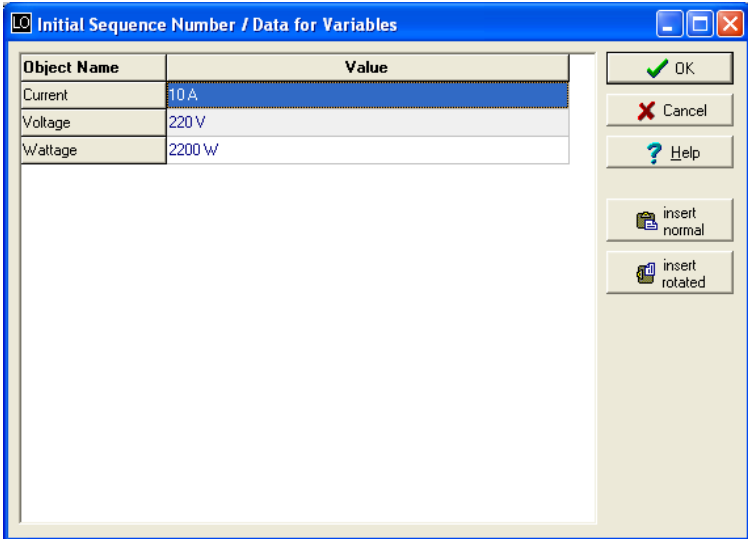 LO Initial Sequence Number / Data for Variables
Object Name Value
Current 10 A
Voltage 220 V
Wattage 2200 W
OK
Cancel
Help
insert
normal
insert
rotated